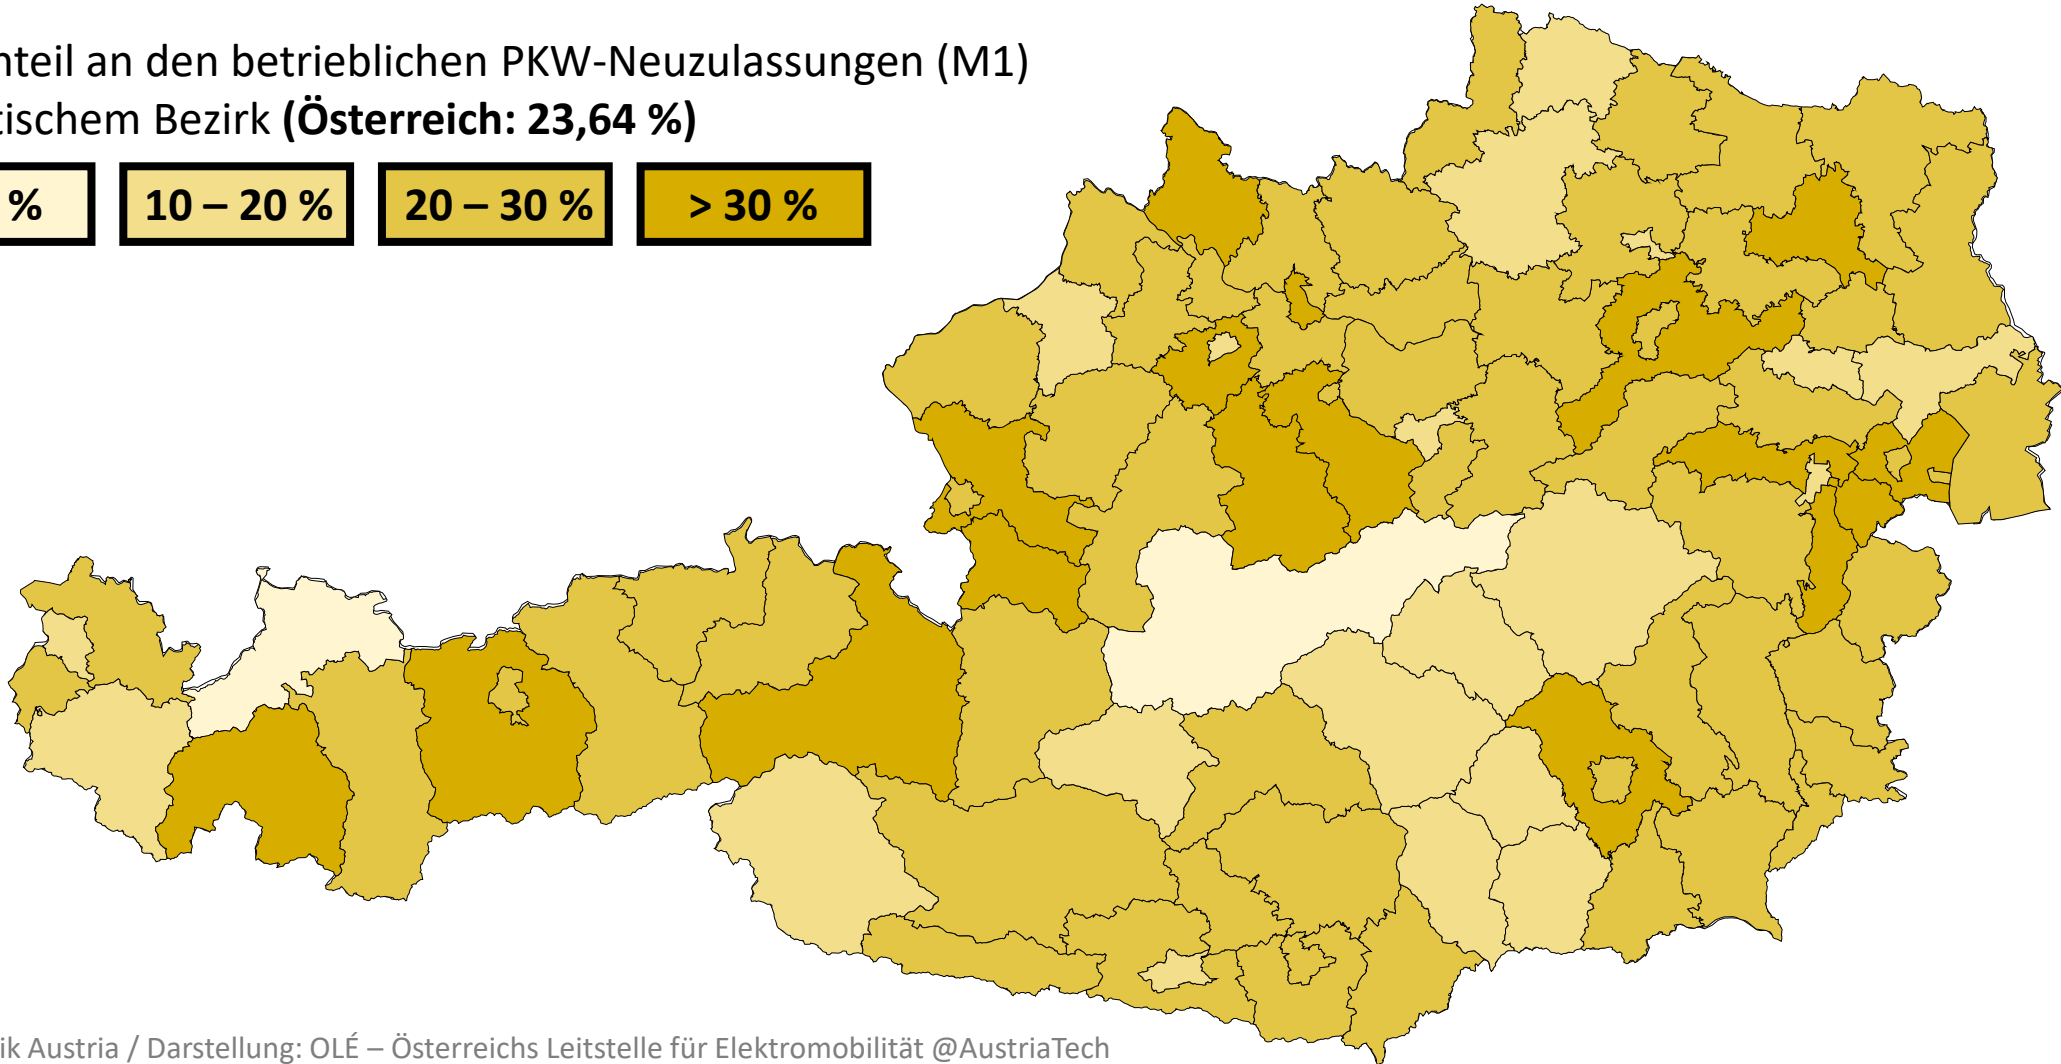 nteil an den betrieblichen PKW-Neuzulassungen (M1)
tischem Bezirk (Österreich: 23,64 %)
% 10 – 20 % 20 – 30 % > 30 %
ik Austria / Darstellung: OLÉ – Österreichs Leitstelle für Elektromobilität @AustriaTech